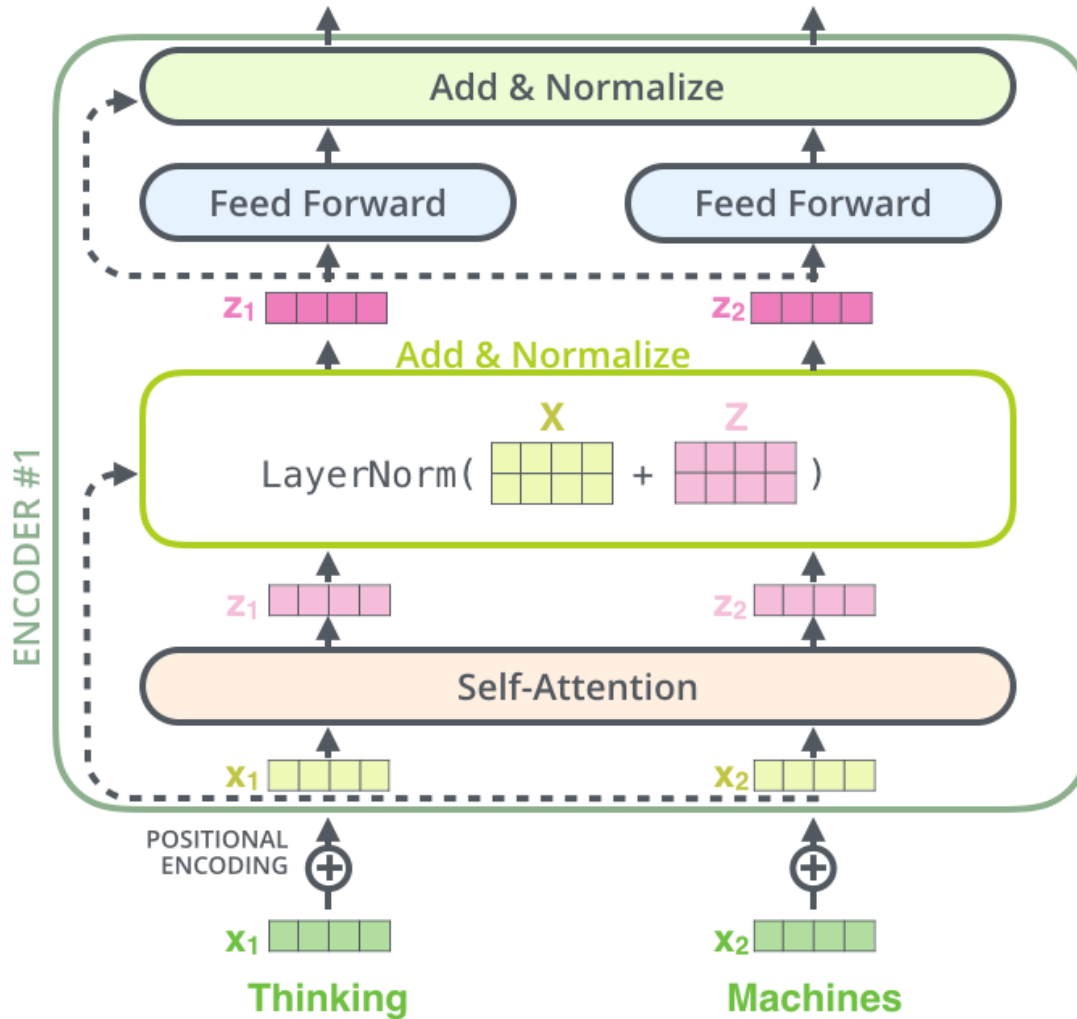 Add & Normalize
Feed Forward
Feed Forward
z1
z2
Add & Normalize
X
Z
LayerNorm( + )
ENCODER #1
z1
z2
Self-Attention
x1
x2
POSITIONAL
ENCODING
+
+
x1
x2
Thinking
Machines